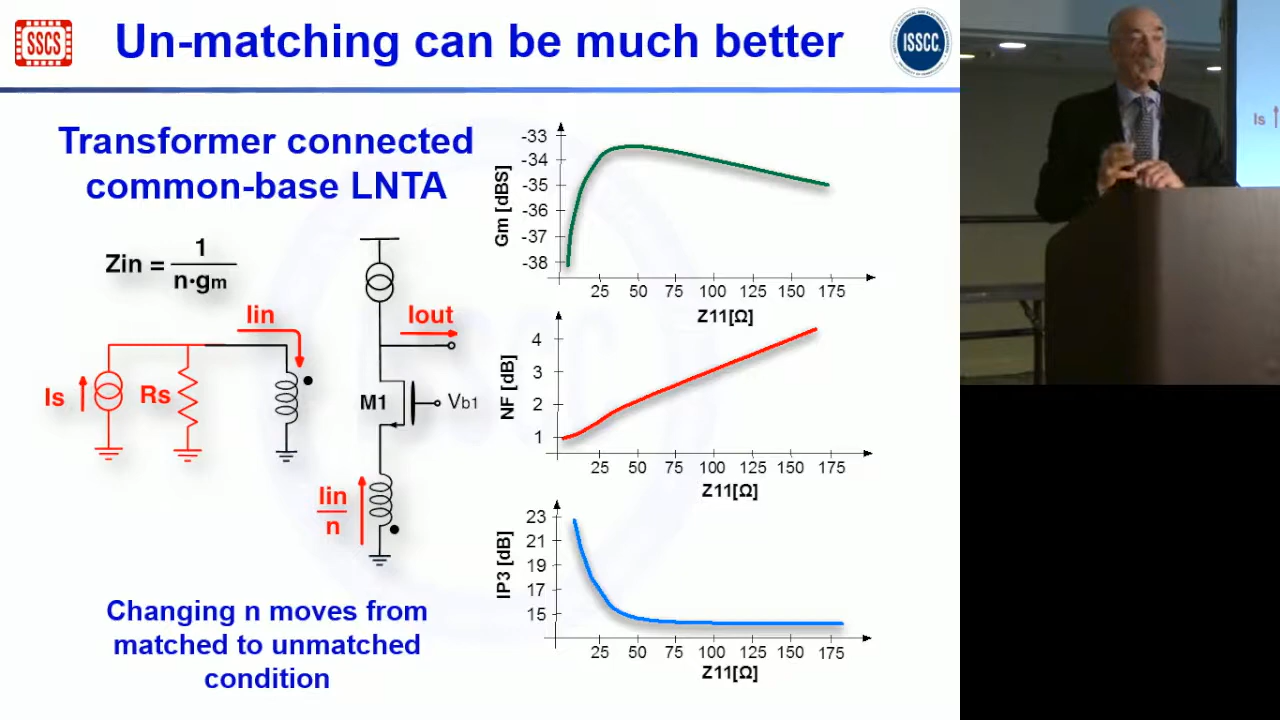 SSCS
Un-matching can be much better
ISSCC
Transformer connected
common-base LNTA
Zin = 1
n·gm
Iin
Iout
Is
Rs
M1
Vb1
Iin
n
Changing n moves from
matched to unmatched
condition
Gm [dBS]
-33
-34
-35
-36
-37
-38
25 50 75 100 125 150 175
Z11[Ω]
NF [dB]
4
3
2
1
25 50 75 100 125 150 175
Z11[Ω]
IP3 [dB]
23
21
19
17
15
25 50 75 100 125 150 175
Z11[Ω]
Is